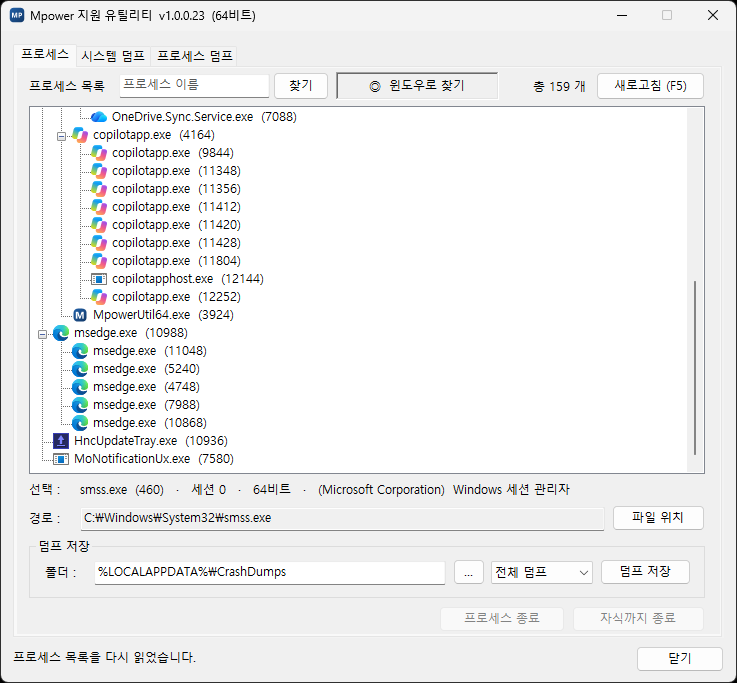 MP Mpower 지원 유틸리티 v1.0.0.23 (64비트)
프로세스 시스템 덤프 프로세스 덤프
프로세스 목록 프로세스 이름 찾기 ◎ 윈도우로 찾기 총 159 개 새로고침 (F5)
OneDrive.Sync.Service.exe (7088)
copilotapp.exe (4164)
copilotapp.exe (9844)
copilotapp.exe (11348)
copilotapp.exe (11356)
copilotapp.exe (11412)
copilotapp.exe (11420)
copilotapp.exe (11428)
copilotapp.exe (11804)
copilotapphost.exe (12144)
copilotapp.exe (12252)
M MpowerUtil64.exe (3924)
msedge.exe (10988)
msedge.exe (11048)
msedge.exe (5240)
msedge.exe (4748)
msedge.exe (7988)
msedge.exe (10868)
HncUpdateTray.exe (10936)
MoNotificationUx.exe (7580)
선택 : smss.exe (460) · 세션 0 · 64비트 · (Microsoft Corporation) Windows 세션 관리자
경로 : C:₩Windows₩System32₩smss.exe 파일 위치
덤프 저장
폴더 : %LOCALAPPDATA%₩CrashDumps ... 전체 덤프 덤프 저장
프로세스 종료 자식까지 종료
프로세스 목록을 다시 읽었습니다. 닫기